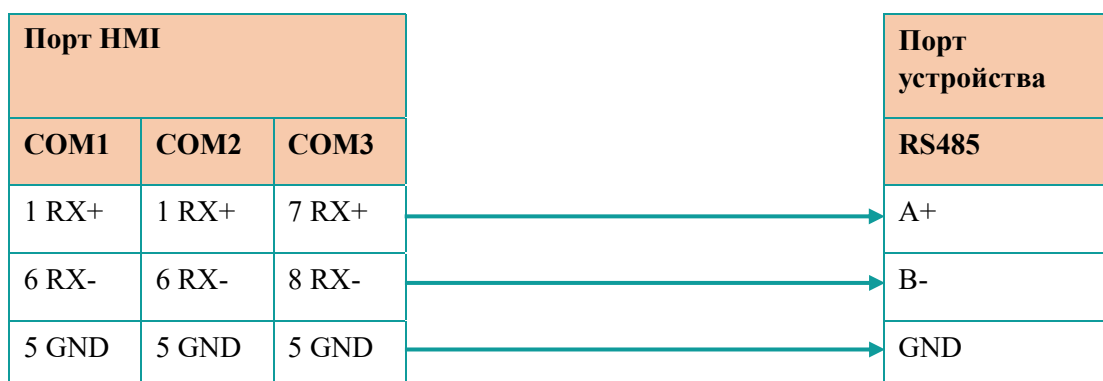 Порт HMI
Порт
устройства
COM1 COM2 COM3
RS485
1 RX+ 1 RX+ 7 RX+
A+
6 RX- 6 RX- 8 RX-
B-
5 GND 5 GND 5 GND
GND